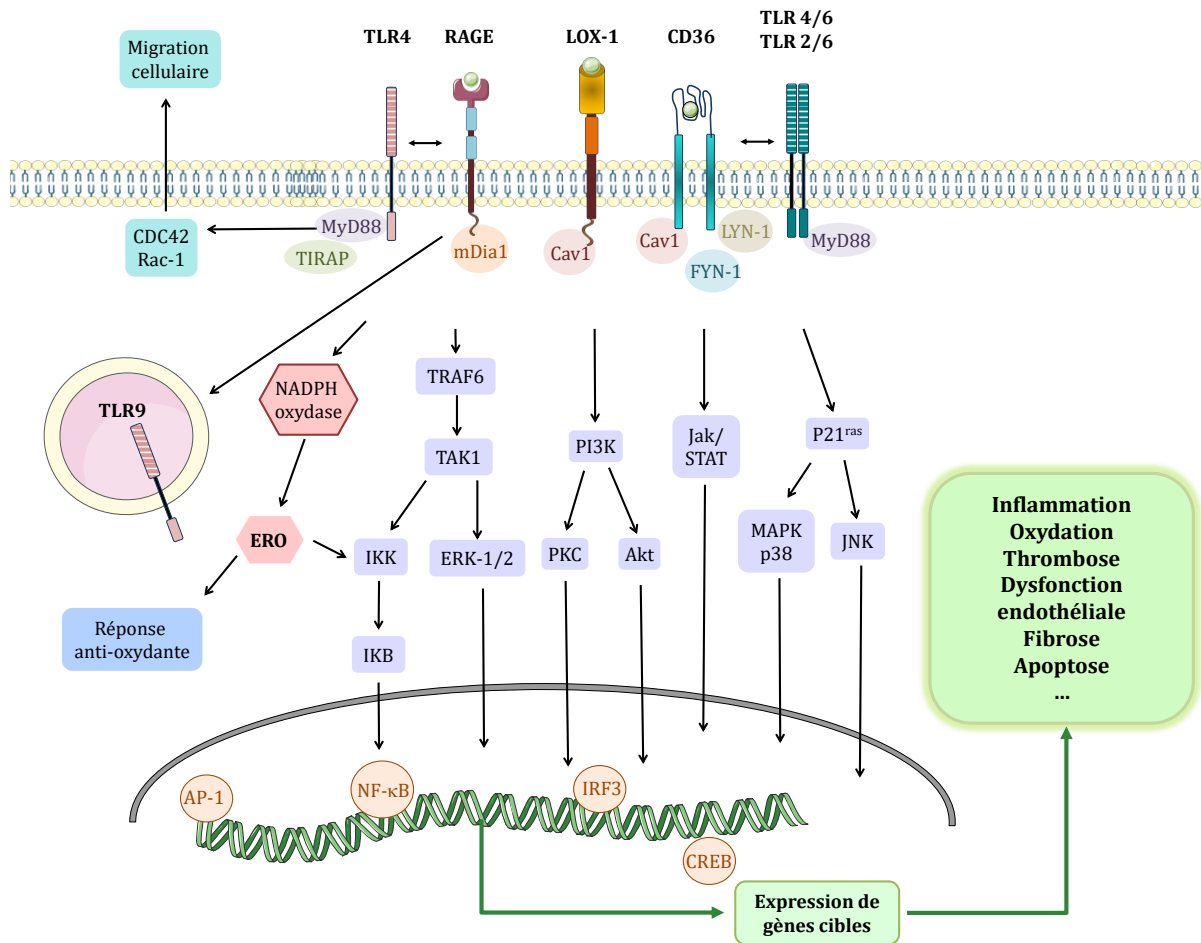 TLR 4/6
TLR 2/6
TLR4
RAGE
LOX-1
CD36
Migration
cellulaire
CDC42
Rac-1
MyD88
TIRAP
mDia1
Cav1
Cav1
LYN-1
FYN-1
MyD88
TLR9
NADPH
oxydase
TRAF6
TAK1
PI3K
Jak/
STAT
P21ras
ERO
IKK
ERK-1/2
PKC
Akt
MAPK
p38
JNK
Réponse
anti-oxydante
IKB
Inflammation
Oxydation
Thrombose
Dysfonction
endothéliale
Fibrose
Apoptose
...
AP-1
NF-κB
IRF3
CREB
Expression de
gènes cibles